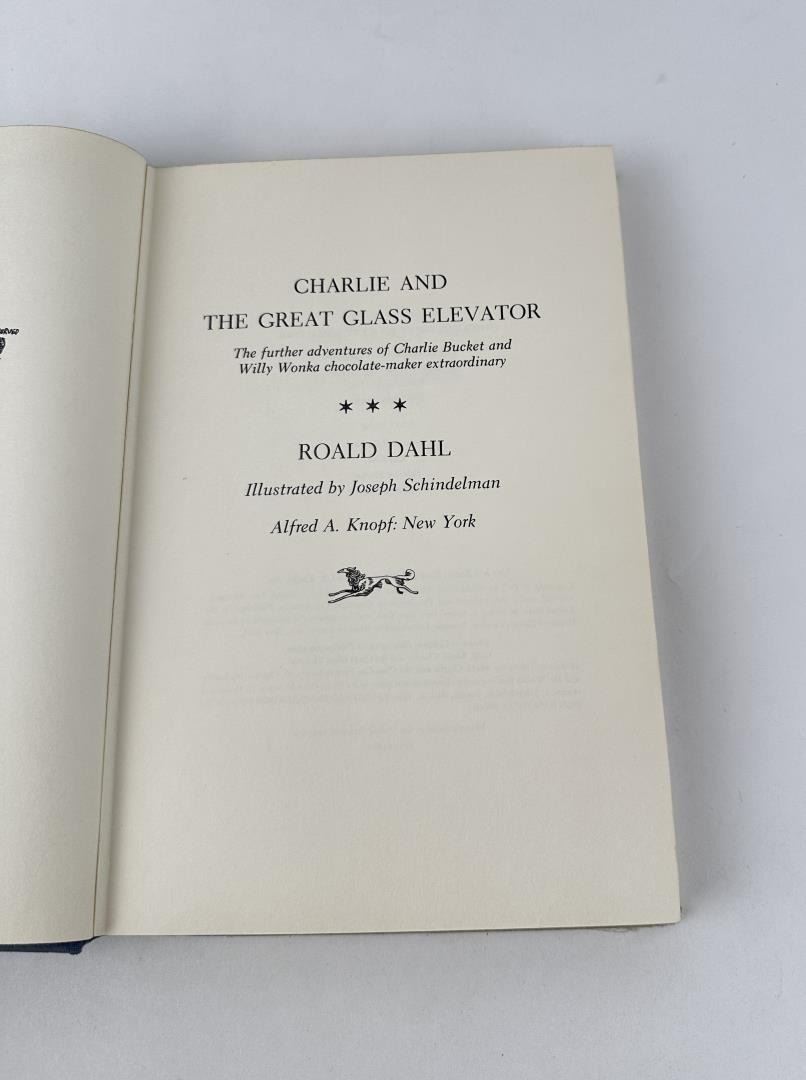 CHARLIE AND
THE GREAT GLASS ELEVATOR
The further adventures of Charlie Bucket and
Willy Wonka chocolate-maker extraordinary
ROALD DAHL
Illustrated by Joseph Schindelman
Alfred A. Knopf: New York